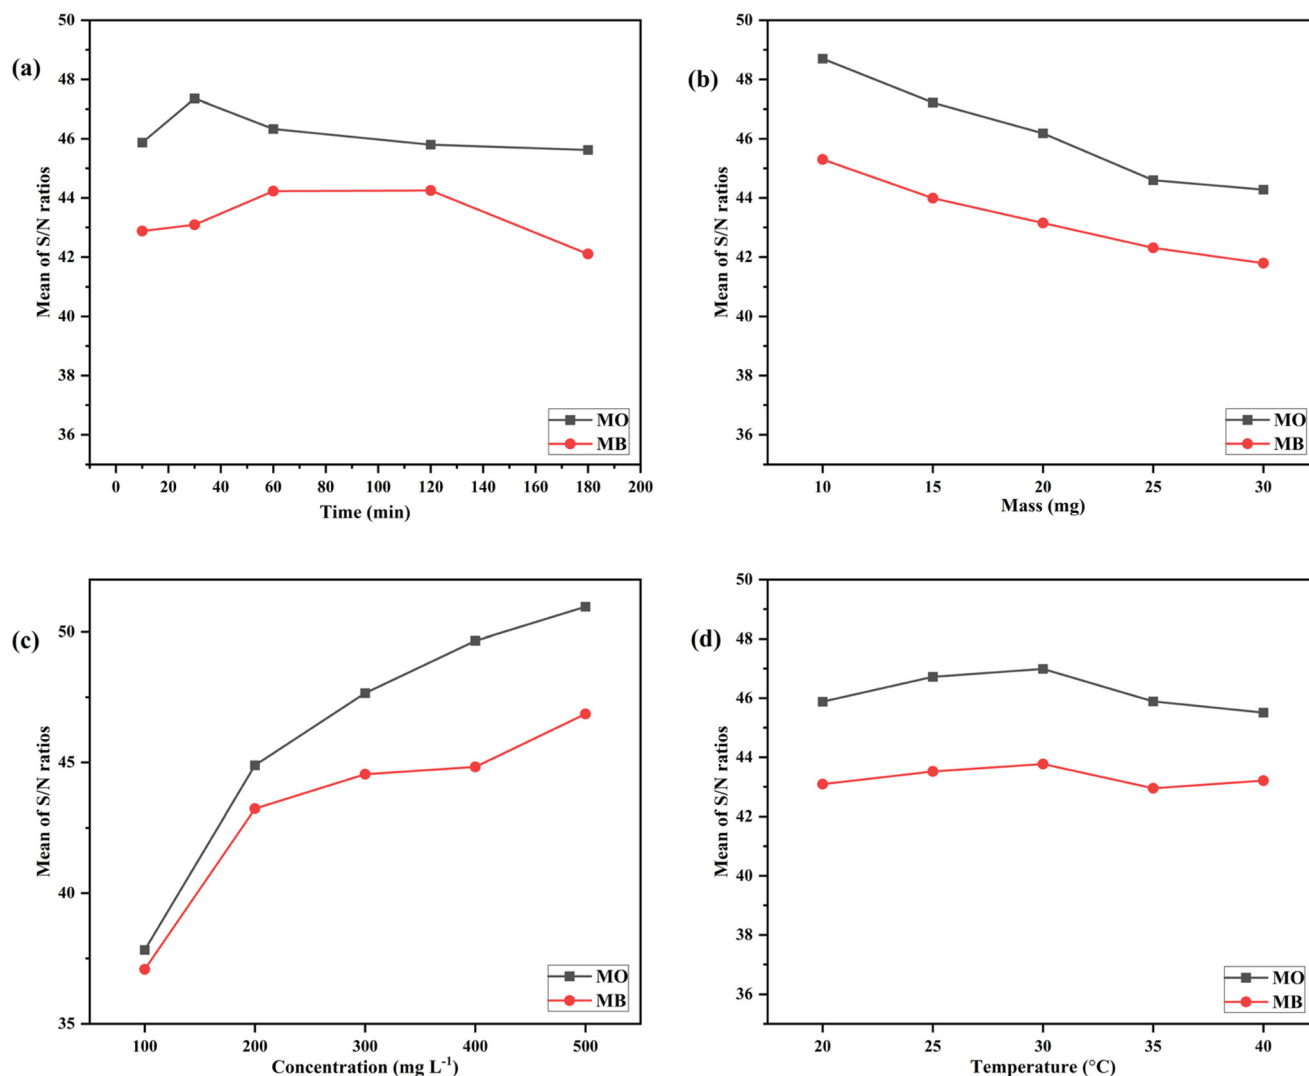 (a)
50
48
46
44
42
40
38
36
Mean of S/N ratios
MO
MB
0 20 40 60 80 100 120 140 160 180 200
Time (min)
(b)
50
48
46
44
42
40
38
36
Mean of S/N ratios
MO
MB
10 15 20 25 30
Mass (mg)
(c)
50
45
40
35
Mean of S/N ratios
MO
MB
100 200 300 400 500
Concentration (mg L⁻¹)
(d)
50
48
46
44
42
40
38
36
Mean of S/N ratios
MO
MB
20 25 30 35 40
Temperature (°C)